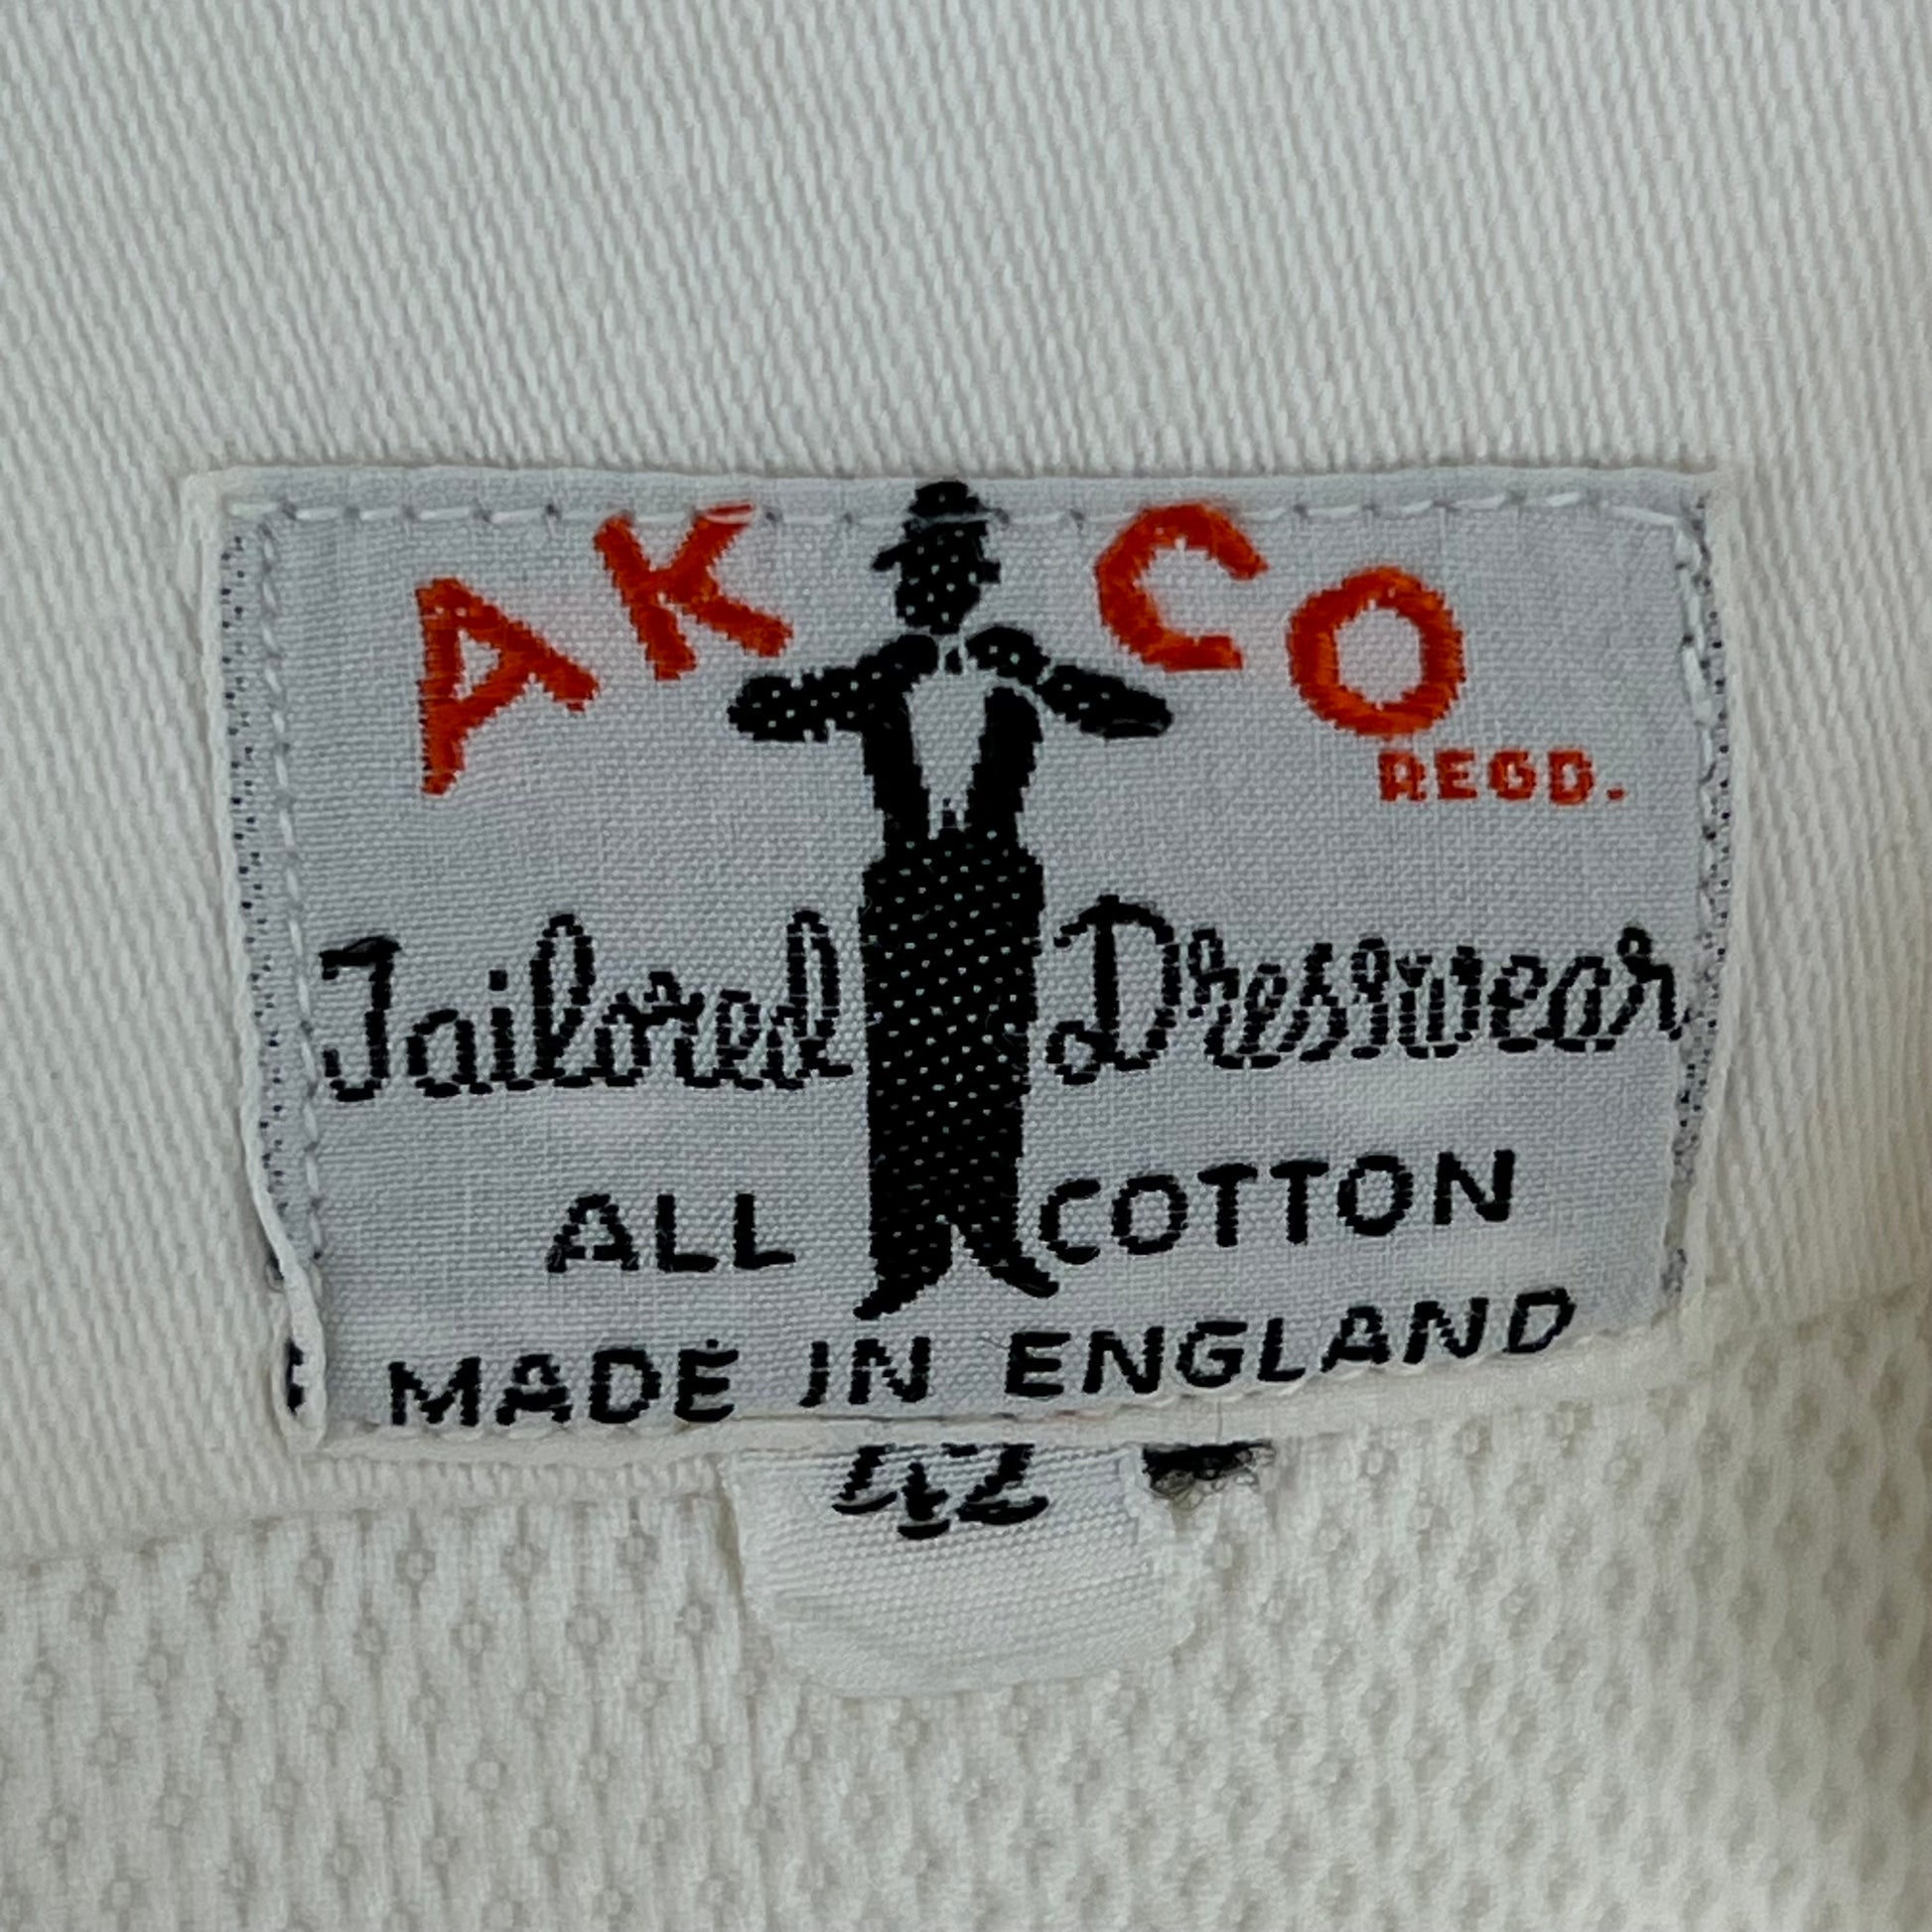 AK CO
REGD.
Tailored Dresswear
ALL COTTON
MADE IN ENGLAND
42